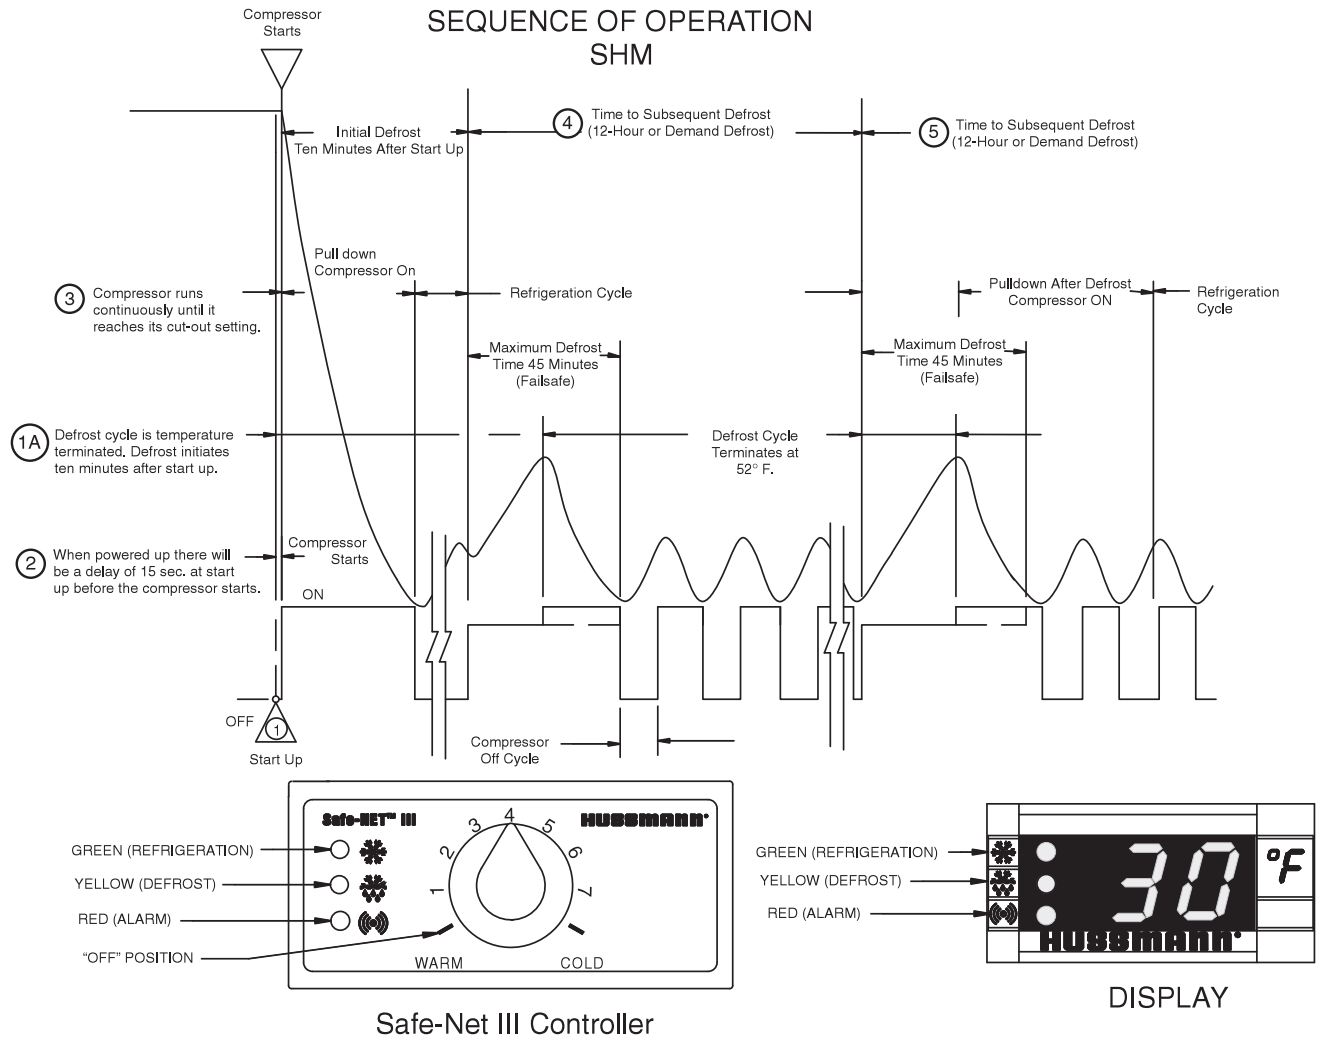 SEQUENCE OF OPERATION
SHM
Compressor
Starts
Initial Defrost
Ten Minutes After Start Up
4
Time to Subsequent Defrost
(12-Hour or Demand Defrost)
5
Time to Subsequent Defrost
(12-Hour or Demand Defrost)
Pull down
Compressor On
3
Compressor runs
continuously until it
reaches its cut-out setting.
Refrigeration Cycle
Pulldown After Defrost
Compressor ON
Refrigeration
Cycle
Maximum Defrost
Time 45 Minutes
(Failsafe)
Maximum Defrost
Time 45 Minutes
(Failsafe)
1A
Defrost cycle is temperature
terminated. Defrost initiates
ten minutes after start up.
Defrost Cycle
Terminates at
52° F.
2
When powered up there will
be a delay of 15 sec. at start
up before the compressor starts.
Compressor
Starts
ON
OFF
1
Start Up
Compressor
Off Cycle
Safe-NET™ III
HUSSMANN®
GREEN (REFRIGERATION)
YELLOW (DEFROST)
RED (ALARM)
"OFF" POSITION
1
2
3
4
5
6
7
WARM
COLD
Safe-Net III Controller
GREEN (REFRIGERATION)
YELLOW (DEFROST)
RED (ALARM)
30
°F
HUSSMANN®
DISPLAY